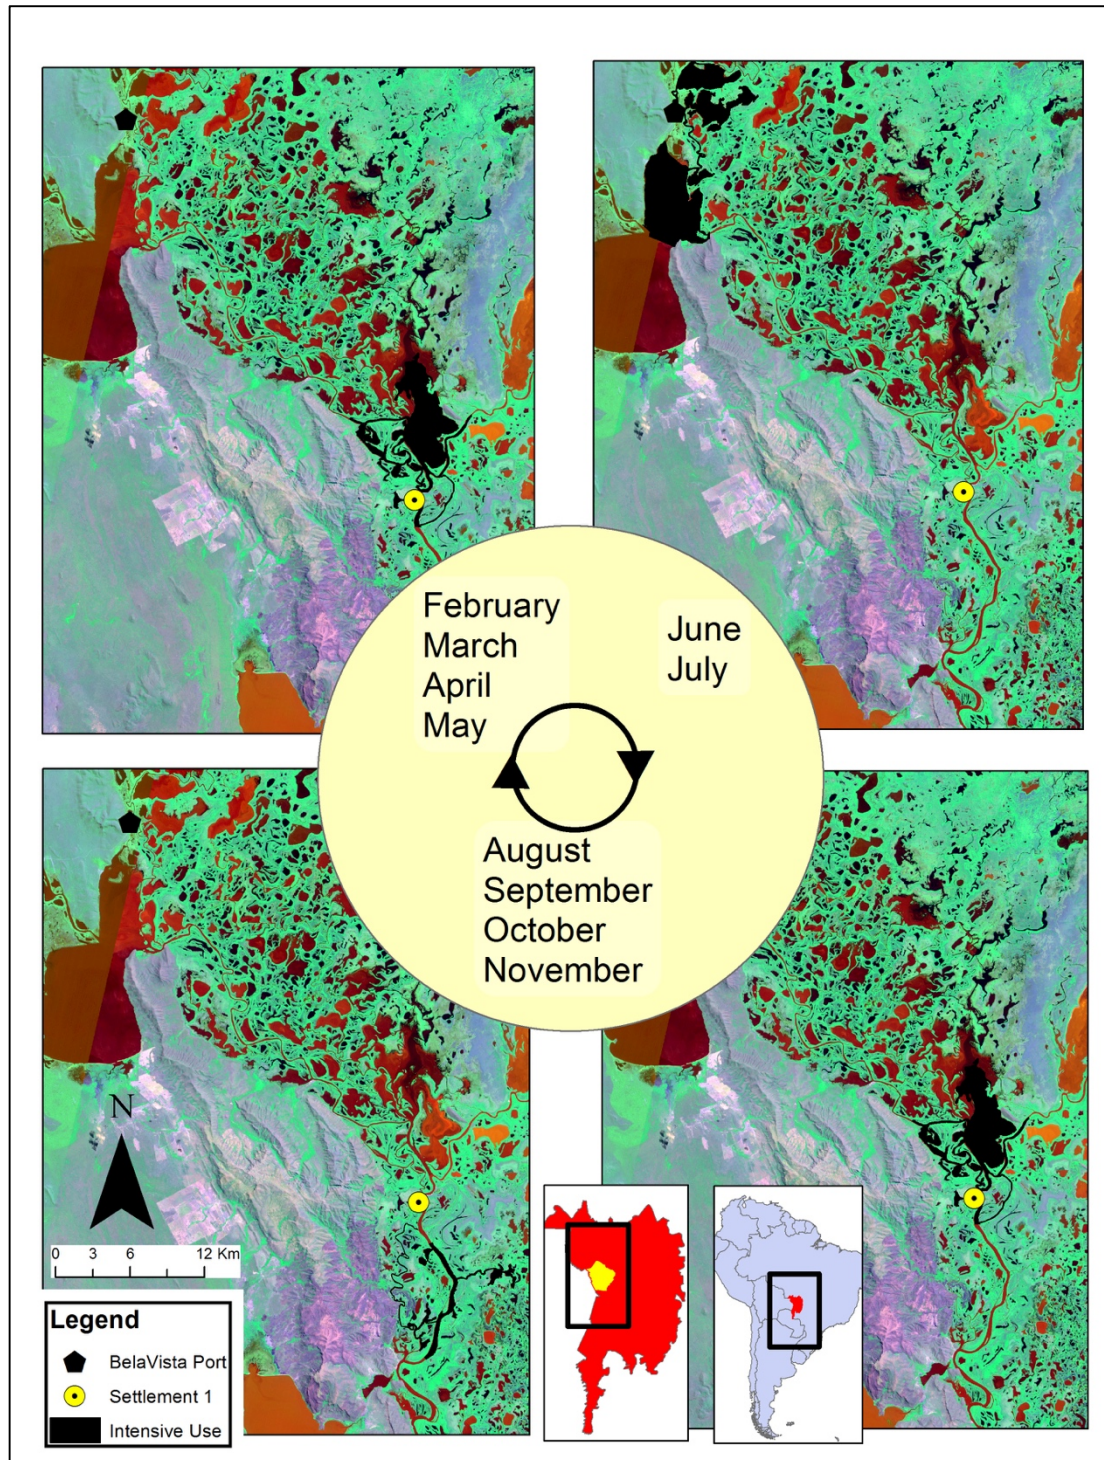 February
March
April
May
June
July
August
September
October
November
N
0 3 6 12 Km
Legend
BelaVista Port
Settlement 1
Intensive Use